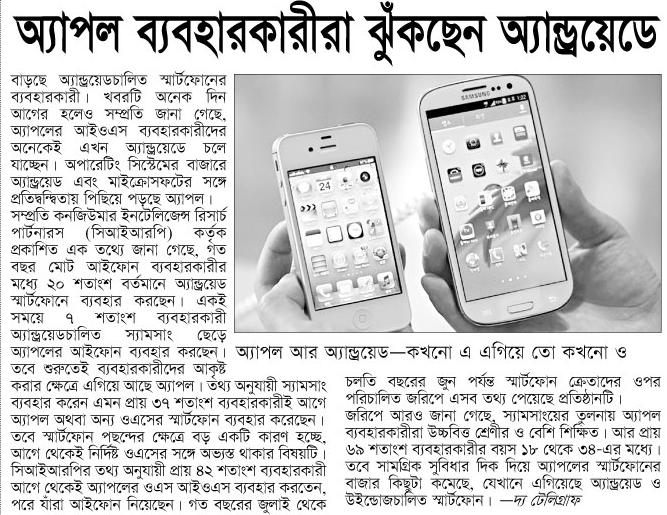 অ্যাপল ব্যবহারকারীরা ঝুঁকছেন অ্যান্ড্রয়েডে
বাড়ছে অ্যান্ড্রয়েডচালিত স্মার্টফোনের
ব্যবহারকারী। খবরটি অনেক দিন
আগের হলেও সম্প্রতি জানা গেছে,
অ্যাপলের আইওএস ব্যবহারকারীদের
অনেকেই এখন অ্যান্ড্রয়েডে চলে
যাচ্ছেন। অপারেটিং সিস্টেমের বাজারে
অ্যান্ড্রয়েড এবং মাইক্রোসফটের সঙ্গে
প্রতিদ্বন্দ্বিতায় পিছিয়ে পড়ছে অ্যাপল।
সম্প্রতি কনজিউমার ইনটেলিজেন্স রিসার্চ
পার্টনারস (সিআইআরপি) কর্তৃক
প্রকাশিত এক তথ্যে জানা গেছে, গত
বছর মোট আইফোন ব্যবহারকারীর
মধ্যে ২০ শতাংশ বর্তমানে অ্যান্ড্রয়েড
স্মার্টফোনে ব্যবহার করছেন। একই
সময়ে ৭ শতাংশ ব্যবহারকারী
অ্যান্ড্রয়েডচালিত স্যামসাং ছেড়ে
অ্যাপলের আইফোন ব্যবহার করছেন।
তবে শুরুতেই ব্যবহারকারীদের আকৃষ্ট
করার ক্ষেত্রে এগিয়ে আছে অ্যাপল। তথ্য অনুযায়ী স্যামসাং
ব্যবহার করেন এমন প্রায় ৩৭ শতাংশ ব্যবহারকারীই আগে
অ্যাপল অথবা অন্য ওএসের স্মার্টফোন ব্যবহার করেছেন।
তবে স্মার্টফোন পছন্দের ক্ষেত্রে বড় একটি কারণ হচ্ছে,
আগে থেকেই নির্দিষ্ট ওএসের সঙ্গে অভ্যস্ত থাকার বিষয়টি।
সিআইআরপির তথ্য অনুযায়ী প্রায় ৪২ শতাংশ ব্যবহারকারী
আগে থেকেই অ্যাপলের ওএস আইওএস ব্যবহার করতেন,
পরে যাঁরা আইফোন নিয়েছেন। গত বছরের জুলাই থেকে
SAMSUNG
1:02
24
অ্যাপল আর অ্যান্ড্রয়েড—কখনো এ এগিয়ে তো কখনো ও
চলতি বছরের জুন পর্যন্ত স্মার্টফোন ক্রেতাদের ওপর
পরিচালিত জরিপে এসব তথ্য পেয়েছে প্রতিষ্ঠানটি।
জরিপে আরও জানা গেছে, স্যামসাংয়ের তুলনায় অ্যাপল
ব্যবহারকারীরা উচ্চবিত্ত শ্রেণীর ও বেশি শিক্ষিত। আর প্রায়
৬৯ শতাংশ ব্যবহারকারীর বয়স ১৮ থেকে ৩৪-এর মধ্যে।
তবে সামগ্রিক সুবিধার দিক দিয়ে অ্যাপলের স্মার্টফোনের
বাজার কিছুটা কমেছে, যেখানে এগিয়েছে অ্যান্ড্রয়েড ও
উইন্ডোজচালিত স্মার্টফোন। —দ্য টেলিগ্রাফ